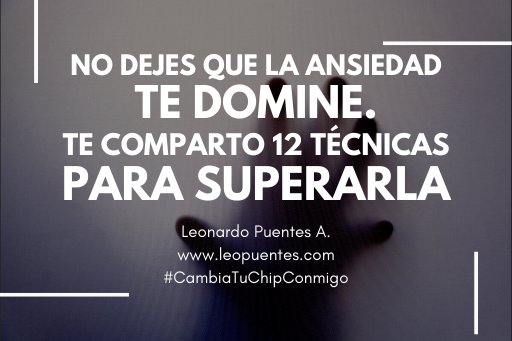 NO DEJES QUE LA ANSIEDAD
TE DOMINE.
TE COMPARTO 12 TÉCNICAS
PARA SUPERARLA
Leonardo Puentes A.
www.leopuentes.com
#CambiaTuChipConmigo